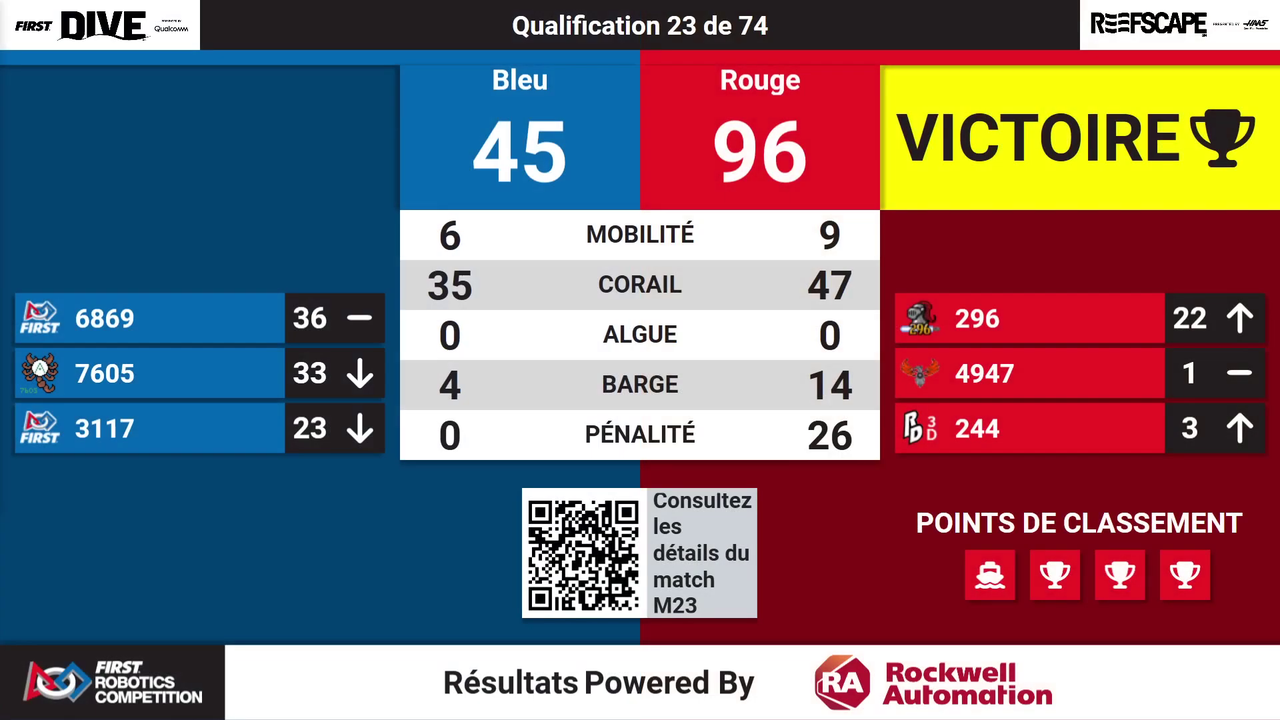 FIRST DIVE Qualcomm
Qualification 23 de 74
REEFSCAPE HAAS
Bleu
Rouge
45
96
VICTOIRE
6 MOBILITÉ 9
35 CORAIL 47
0 ALGUE 0
4 BARGE 14
0 PÉNALITÉ 26
FIRST 6869 36
7605 33
FIRST 3117 23
296 296 22
4947 1
3D 244 3
Consultez
les
détails du
match
M23
POINTS DE CLASSEMENT
FIRST
ROBOTICS
COMPETITION
Résultats Powered By
RA Rockwell
Automation